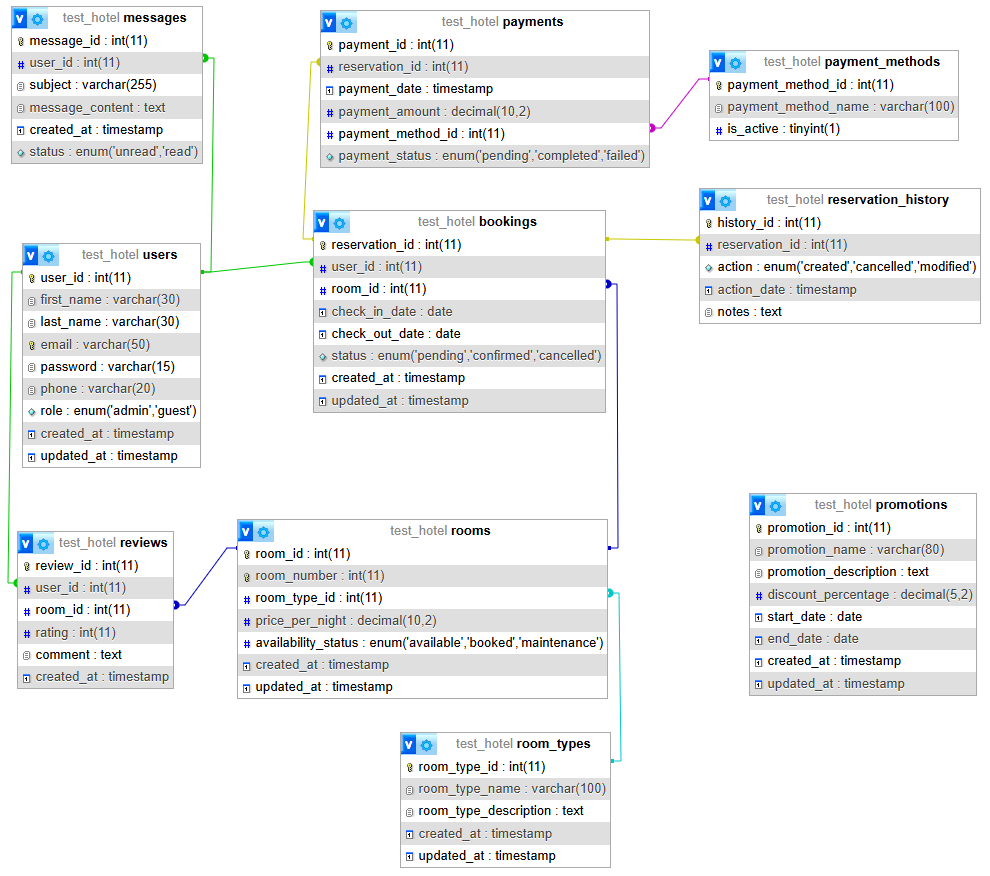 test_hotel messages
message_id : int(11)
user_id : int(11)
subject : varchar(255)
message_content : text
created_at : timestamp
status : enum('unread','read')
test_hotel payments
payment_id : int(11)
reservation_id : int(11)
payment_date : timestamp
payment_amount : decimal(10,2)
payment_method_id : int(11)
payment_status : enum('pending','completed','failed')
test_hotel payment_methods
payment_method_id : int(11)
payment_method_name : varchar(100)
is_active : tinyint(1)
test_hotel bookings
reservation_id : int(11)
user_id : int(11)
room_id : int(11)
check_in_date : date
check_out_date : date
status : enum('pending','confirmed','cancelled')
created_at : timestamp
updated_at : timestamp
test_hotel reservation_history
history_id : int(11)
reservation_id : int(11)
action : enum('created','cancelled','modified')
action_date : timestamp
notes : text
test_hotel users
user_id : int(11)
first_name : varchar(30)
last_name : varchar(30)
email : varchar(50)
password : varchar(15)
phone : varchar(20)
role : enum('admin','guest')
created_at : timestamp
updated_at : timestamp
test_hotel reviews
review_id : int(11)
user_id : int(11)
room_id : int(11)
rating : int(11)
comment : text
created_at : timestamp
test_hotel rooms
room_id : int(11)
room_number : int(11)
room_type_id : int(11)
price_per_night : decimal(10,2)
availability_status : enum('available','booked','maintenance')
created_at : timestamp
updated_at : timestamp
test_hotel promotions
promotion_id : int(11)
promotion_name : varchar(80)
promotion_description : text
discount_percentage : decimal(5,2)
start_date : date
end_date : date
created_at : timestamp
updated_at : timestamp
test_hotel room_types
room_type_id : int(11)
room_type_name : varchar(100)
room_type_description : text
created_at : timestamp
updated_at : timestamp